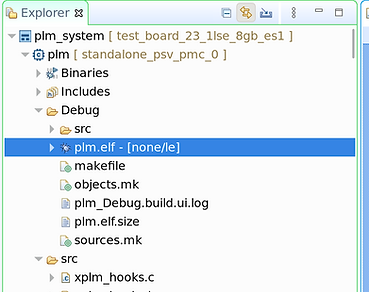 Explorer
plm_system [ test_board_23_1lse_8gb_es1 ]
plm [ standalone_psv_pmc_0 ]
Binaries
Includes
Debug
src
plm.elf - [none/le]
makefile
objects.mk
plm_Debug.build.ui.log
plm.elf.size
sources.mk
src
xplm_hooks.c